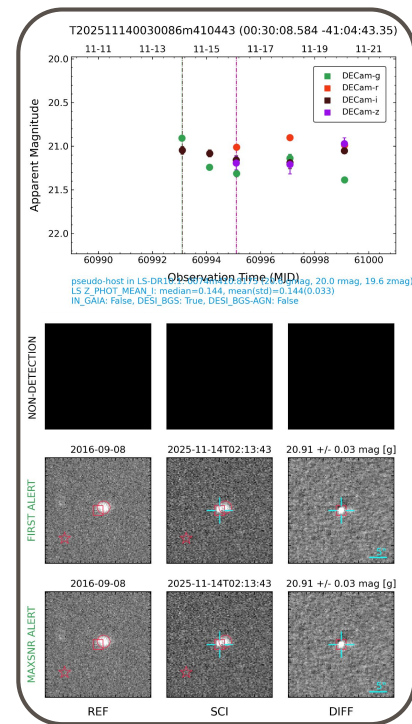 T202511140030086m410443 (00:30:08.584 -41:04:43.35)
11-11 11-13 11-15 11-17 11-19 11-21
20.0
20.5
21.0
21.5
22.0
Apparent Magnitude
DECam-g
DECam-r
DECam-i
DECam-z
60990 60992 60994 60996 60998 61000
Observation Time (MJD)
pseudo-host in gmag, 20.0 rmag, 19.6 zmag)
LS Z_PHOT_MEAN_I: median=0.144, mean(std)=0.144(0.033)
IN_GAIA: False, DESI_BGS: True, DESI_BGS-AGN: False
NON-DETECTION
2016-09-08 2025-11-14T02:13:43 20.91 +/- 0.03 mag [g]
FIRST ALERT
2016-09-08 2025-11-14T02:13:43 20.91 +/- 0.03 mag [g]
MAXSNR ALERT
REF SCI DIFF